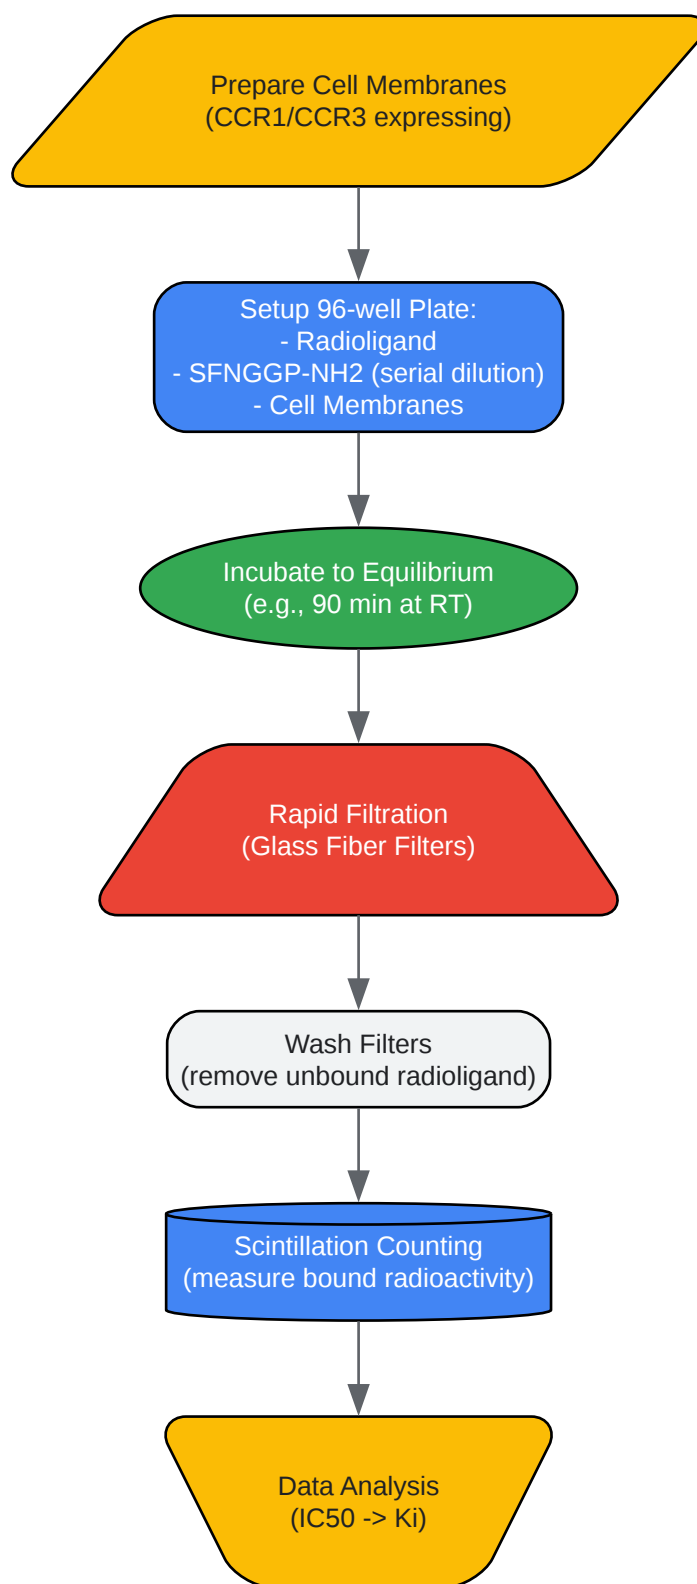 Prepare Cell Membranes
(CCR1/CCR3 expressing)
Setup 96-well Plate:
- Radioligand
- SFNGGP-NH2 (serial dilution)
- Cell Membranes
Incubate to Equilibrium
(e.g., 90 min at RT)
Rapid Filtration
(Glass Fiber Filters)
Wash Filters
(remove unbound radioligand)
Scintillation Counting
(measure bound radioactivity)
Data Analysis
(IC50 -> Ki)